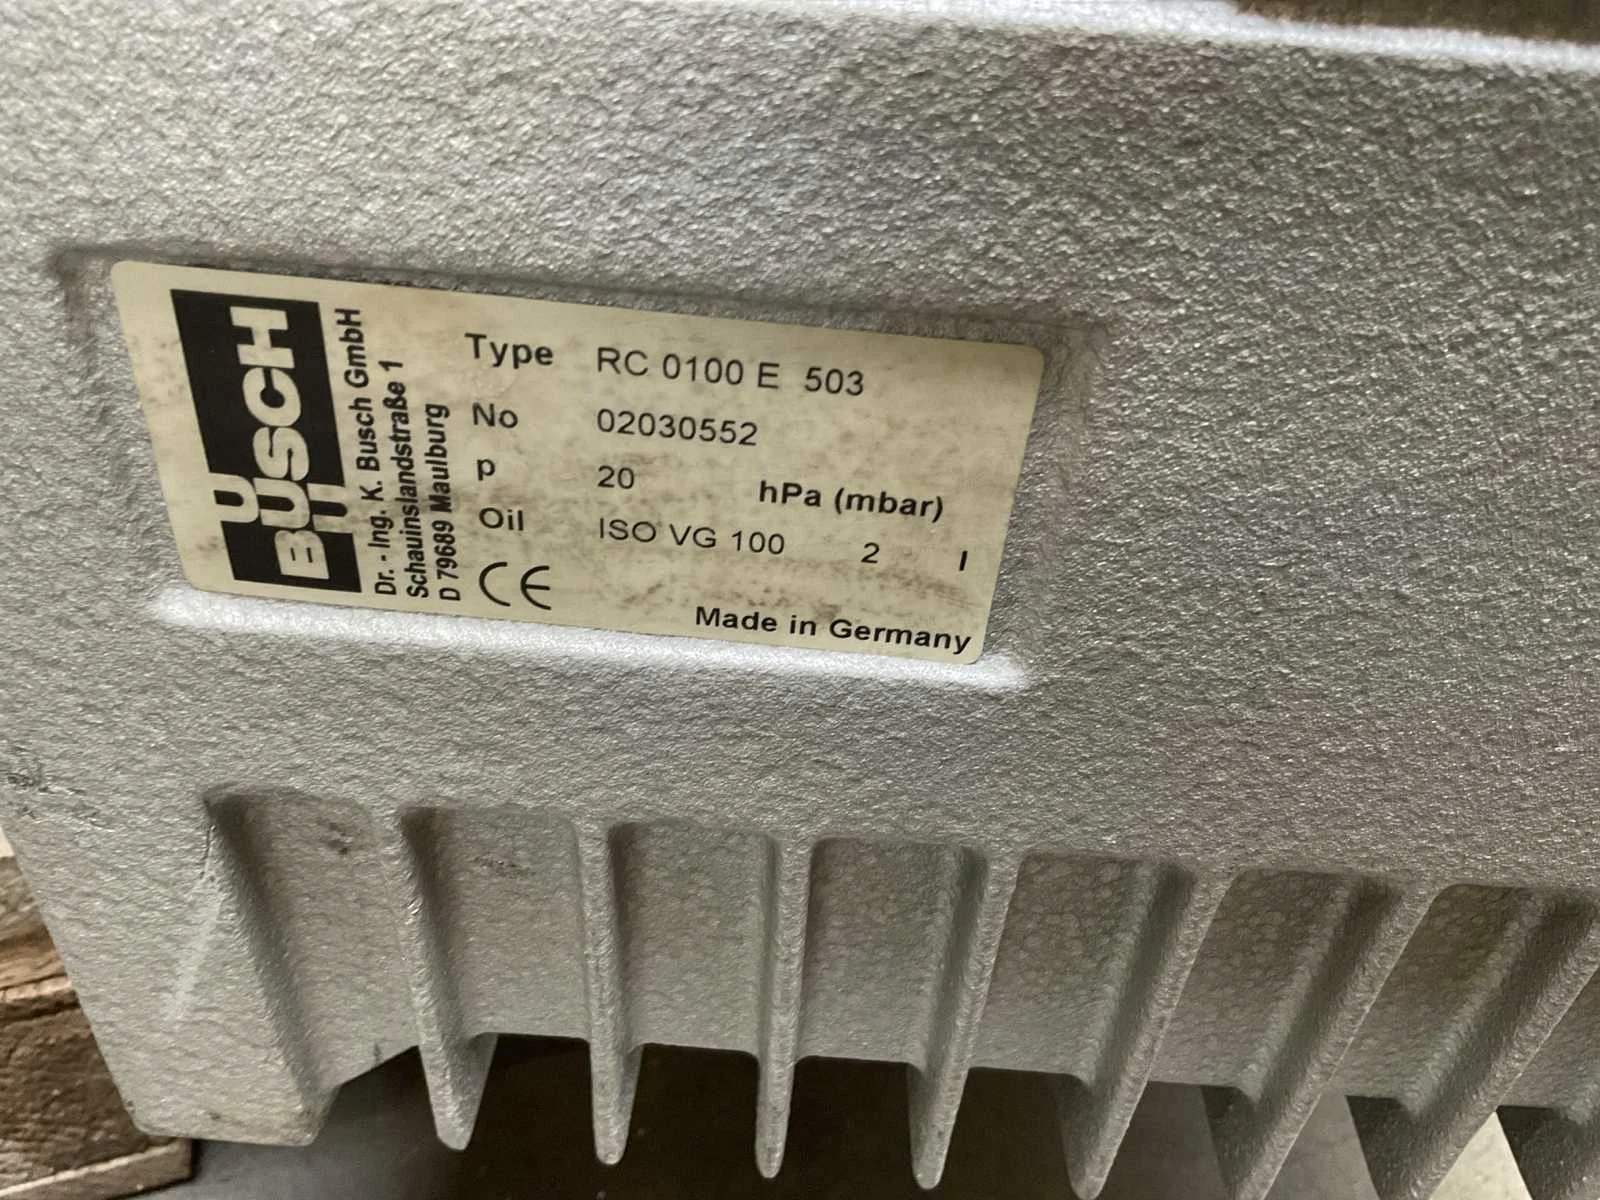 BUSCH
Dr. - Ing. K. Busch GmbH
Schauinslandstraße 1
D 79689 Maulburg
Type RC 0100 E 503
No 02030552
p 20 hPa (mbar)
Oil ISO VG 100 2 l
CE
Made in Germany